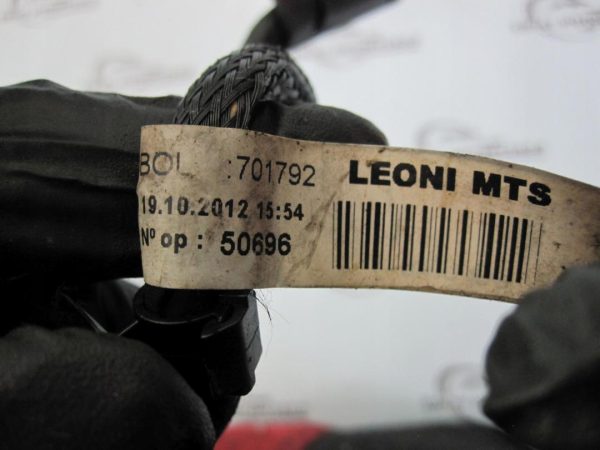 BOL :701792
19.10.2012 15:54
Nº op : 50696
LEONI MTS